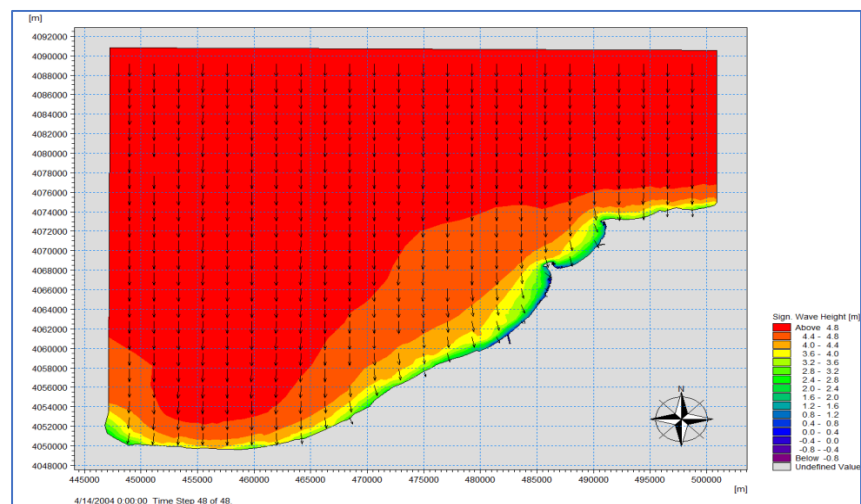 [m]
4092000
4090000
4088000
4086000
4084000
4082000
4080000
4078000
4076000
4074000
4072000
4070000
4068000
4066000
4064000
4062000
4060000
4058000
4056000
4054000
4052000
4050000
4048000
445000 450000 455000 460000 465000 470000 475000 480000 485000 490000 495000 500000
[m]
4/14/2004 0:00:00 Time Step 48 of 48.
N
Sign. Wave Height [m]
Above 4.8
4.4 - 4.8
4.0 - 4.4
3.6 - 4.0
3.2 - 3.6
2.8 - 3.2
2.4 - 2.8
2.0 - 2.4
1.6 - 2.0
1.2 - 1.6
0.8 - 1.2
0.4 - 0.8
0.0 - 0.4
-0.4 - 0.0
-0.8 - -0.4
Below -0.8
Undefined Value